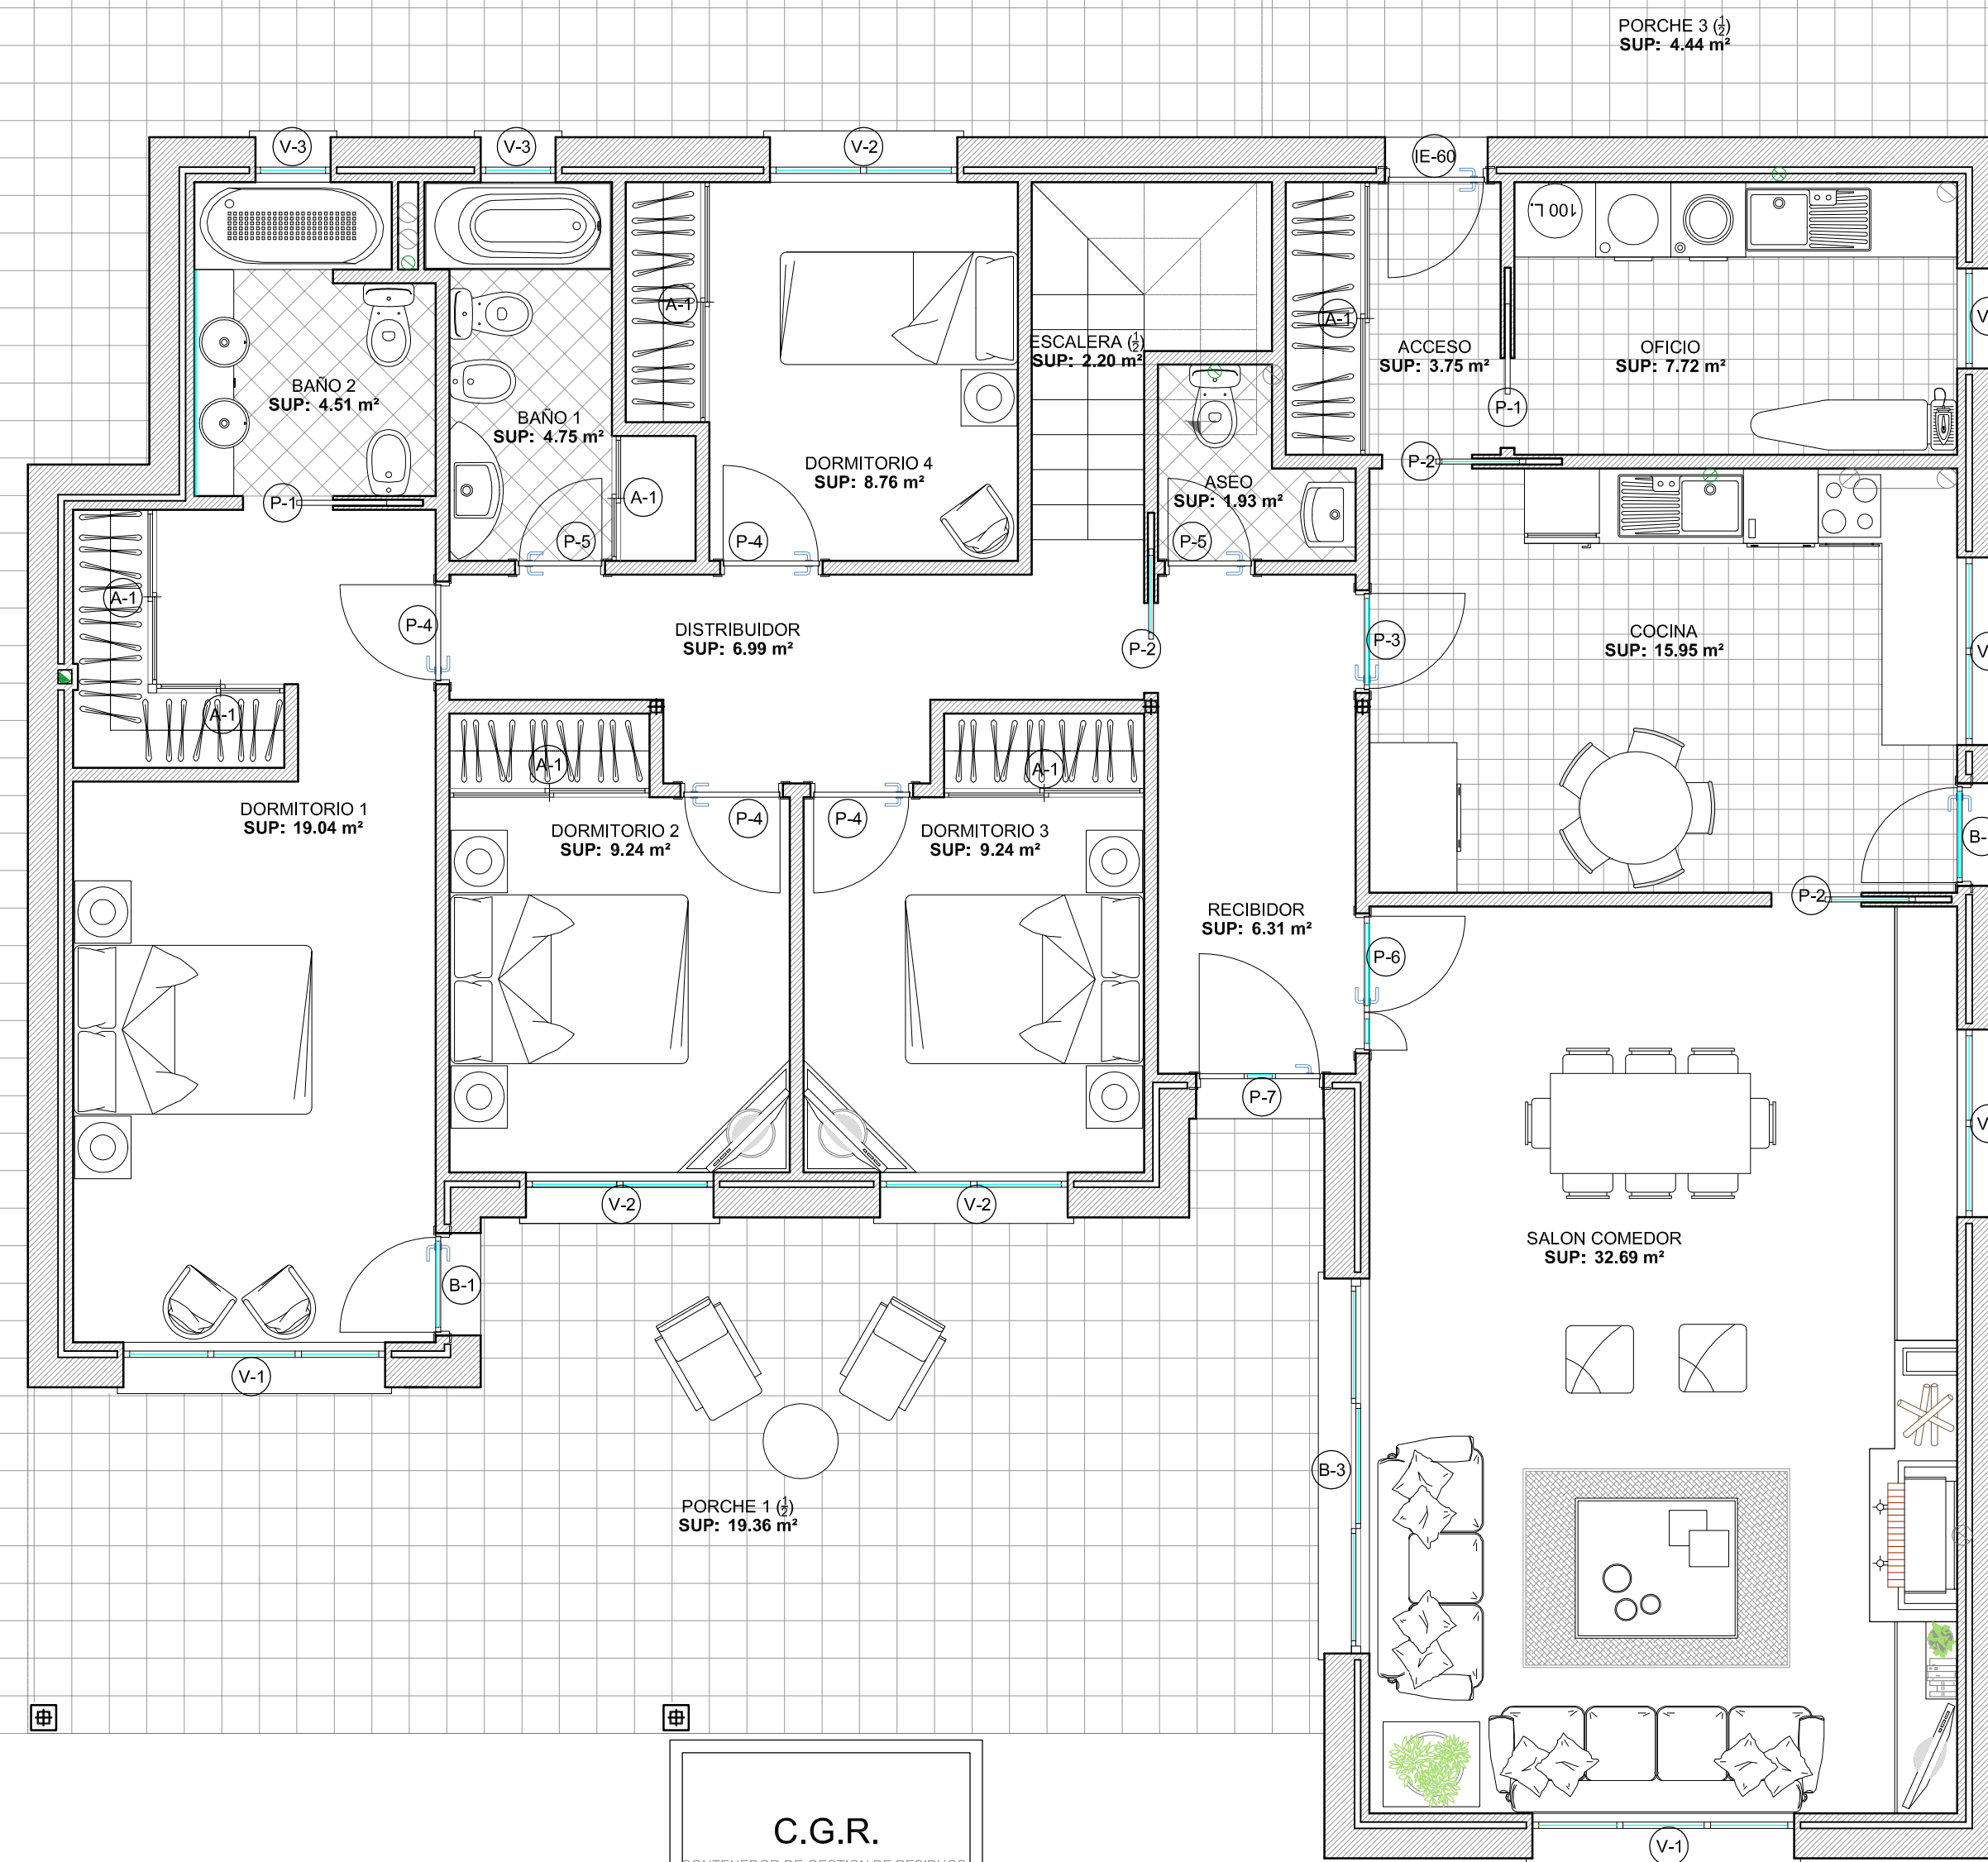 PORCHE 3 (½)
SUP: 4.44 m²
V-3
V-3
V-2
IE-60
100 L.
A-1
A-1
ESCALERA (½)
SUP: 2.20 m²
ACCESO
SUP: 3.75 m²
OFICIO
SUP: 7.72 m²
V
BAÑO 2
SUP: 4.51 m²
BAÑO 1
SUP: 4.75 m²
P-1
DORMITORIO 4
SUP: 8.76 m²
P-2
ASEO
SUP: 1.93 m²
P-1
A-1
P-5
P-4
P-5
A-1
P-4
DISTRIBUIDOR
SUP: 6.99 m²
P-2
P-3
COCINA
SUP: 15.95 m²
V
A-1
A-1
A-1
DORMITORIO 1
SUP: 19.04 m²
DORMITORIO 2
SUP: 9.24 m²
P-4
P-4
DORMITORIO 3
SUP: 9.24 m²
B-
P-2
RECIBIDOR
SUP: 6.31 m²
P-6
P-7
V
V-2
V-2
SALON COMEDOR
SUP: 32.69 m²
B-1
V-1
B-3
PORCHE 1 (½)
SUP: 19.36 m²
C.G.R.
CONTENEDOR DE GESTION DE RESIDUOS
V-1